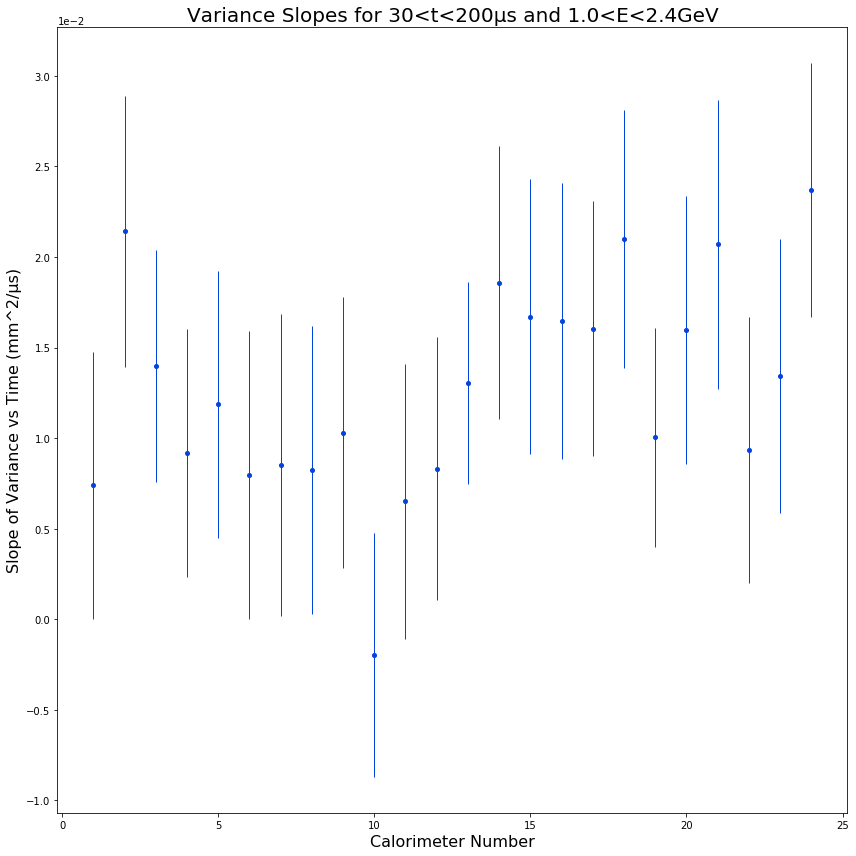 Variance Slopes for 30<t<200μs and 1.0<E<2.4GeV
1e−2
3.0
2.5
2.0
1.5
1.0
0.5
0.0
−0.5
−1.0
Slope of Variance vs Time (mm^2/μs)
0 5 10 15 20 25
Calorimeter Number